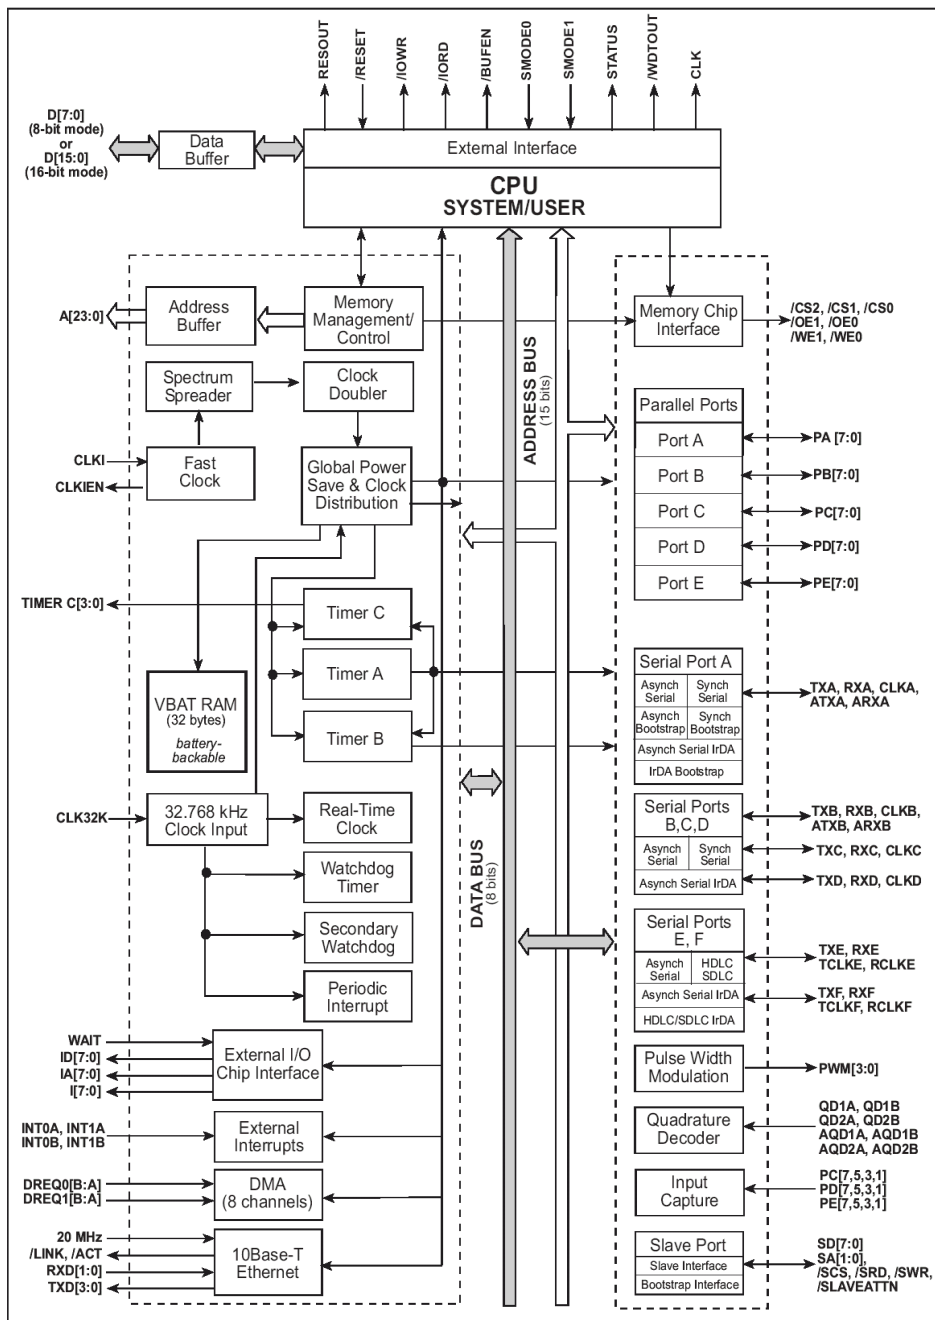 RESOUT
/RESET
/IOWR
/IORD
/BUFEN
SMODE0
SMODE1
STATUS
/WDTOUT
CLK
D[7:0]
(8-bit mode)
or
D[15:0]
(16-bit mode)
Data
Buffer
External Interface
CPU
SYSTEM/USER
A[23:0]
Address
Buffer
Memory
Management/
Control
Memory Chip
Interface
/CS2, /CS1, /CS0
/OE1, /OE0
/WE1, /WE0
Spectrum
Spreader
Clock
Doubler
ADDRESS BUS
(15 bits)
CLKI
CLKIEN
Fast
Clock
Global Power
Save & Clock
Distribution
Parallel Ports
Port A
PA [7:0]
Port B
PB[7:0]
Port C
PC[7:0]
Port D
PD[7:0]
Port E
PE[7:0]
TIMER C[3:0]
Timer C
Timer A
Timer B
VBAT RAM
(32 bytes)
battery-
backable
Serial Port A
Asynch
Serial
Synch
Serial
Asynch
Bootstrap
Synch
Bootstrap
Asynch Serial IrDA
IrDA Bootstrap
TXA, RXA, CLKA,
ATXA, ARXA
CLK32K
32.768 kHz
Clock Input
Real-Time
Clock
Watchdog
Timer
Secondary
Watchdog
Periodic
Interrupt
DATA BUS
(8 bits)
Serial Ports
B,C,D
Asynch
Serial
Synch
Serial
Asynch Serial IrDA
TXB, RXB, CLKB,
ATXB, ARXB
TXC, RXC, CLKC
TXD, RXD, CLKD
Serial Ports
E, F
Asynch
Serial
HDLC
SDLC
Asynch Serial IrDA
HDLC/SDLC IrDA
TXE, RXE
TCLKE, RCLKE
TXF, RXF
TCLKF, RCLKF
WAIT
ID[7:0]
IA[7:0]
I[7:0]
External I/O
Chip Interface
Pulse Width
Modulation
PWM[3:0]
INT0A, INT1A
INT0B, INT1B
External
Interrupts
Quadrature
Decoder
QD1A, QD1B
QD2A, QD2B
AQD1A, AQD1B
AQD2A, AQD2B
DREQ0[B:A]
DREQ1[B:A]
DMA
(8 channels)
Input
Capture
PC[7,5,3,1]
PD[7,5,3,1]
PE[7,5,3,1]
20 MHz
/LINK, /ACT
RXD[1:0]
TXD[3:0]
10Base-T
Ethernet
Slave Port
Slave Interface
Bootstrap Interface
SD[7:0]
SA[1:0],
/SCS, /SRD, /SWR,
/SLAVEATTN